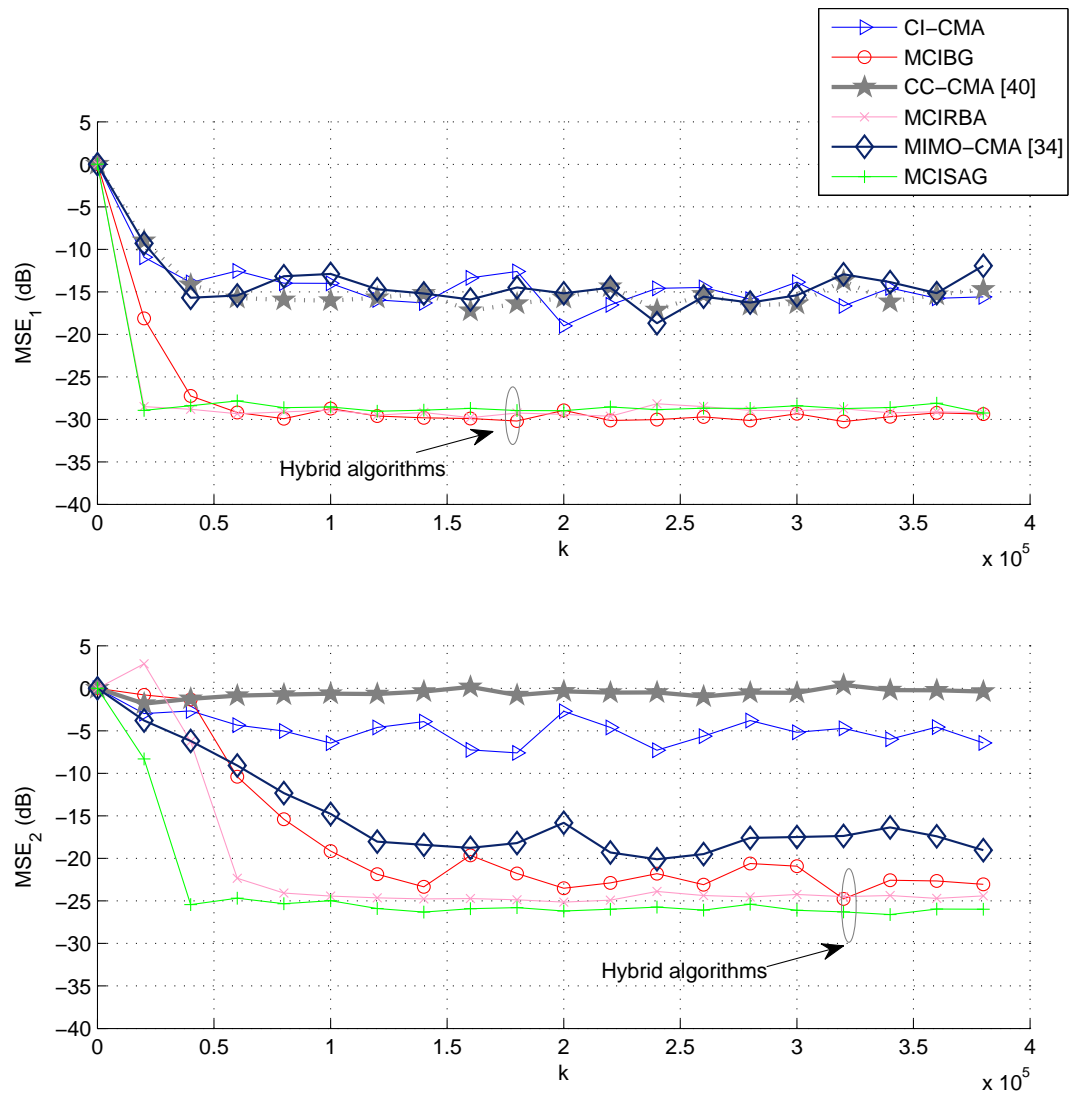 CI−CMA
MCIBG
CC−CMA [40]
MCIRBA
MIMO−CMA [34]
MCISAG
5
0
−5
−10
−15
−20
−25
−30
−35
−40
MSE1 (dB)
Hybrid algorithms
0 0.5 1 1.5 2 2.5 3 3.5 4
k
x 10^5
5
0
−5
−10
−15
−20
−25
−30
−35
−40
MSE2 (dB)
Hybrid algorithms
0 0.5 1 1.5 2 2.5 3 3.5 4
k
x 10^5